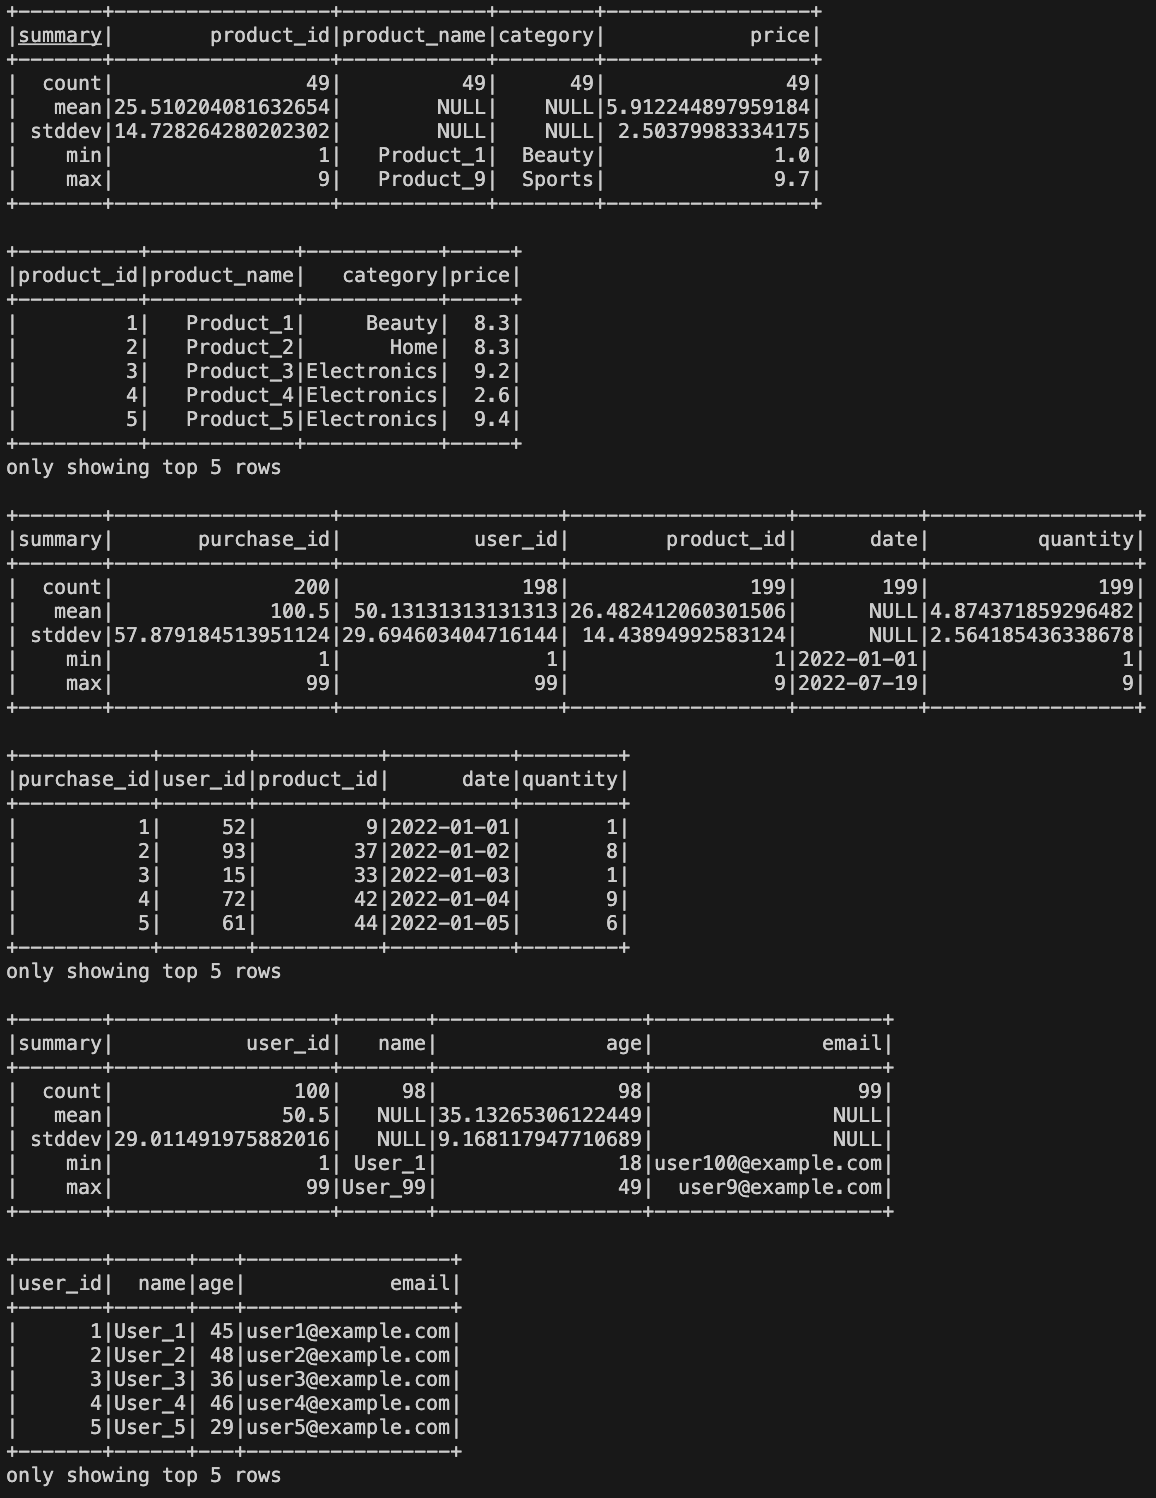 +-------+------------------+------------+--------+-----------------+
|summary|        product_id|product_name|category|            price|
+-------+------------------+------------+--------+-----------------+
|  count|                49|          49|      49|               49|
|   mean|25.510204081632654|        NULL|    NULL|5.912244897959184|
| stddev|14.728264280202302|        NULL|    NULL| 2.50379983334175|
|    min|                 1|   Product_1|  Beauty|              1.0|
|    max|                 9|   Product_9|  Sports|              9.7|
+-------+------------------+------------+--------+-----------------+
+----------+------------+-----------+-----+
|product_id|product_name|   category|price|
+----------+------------+-----------+-----+
|         1|   Product_1|     Beauty|  8.3|
|         2|   Product_2|       Home|  8.3|
|         3|   Product_3|Electronics|  9.2|
|         4|   Product_4|Electronics|  2.6|
|         5|   Product_5|Electronics|  9.4|
+----------+------------+-----------+-----+
only showing top 5 rows
+-------+------------------+------------------+------------------+----------+-----------------+
|summary|       purchase_id|           user_id|        product_id|      date|         quantity|
+-------+------------------+------------------+------------------+----------+-----------------+
|  count|               200|               198|               199|       199|              199|
|   mean|             100.5| 50.13131313131313|26.482412060301506|      NULL|4.874371859296482|
| stddev|57.879184513951124|29.694603404716144| 14.43894992583124|      NULL|2.564185436338678|
|    min|                 1|                 1|                 1|2022-01-01|                1|
|    max|                99|                99|                 9|2022-07-19|                9|
+-------+------------------+------------------+------------------+----------+-----------------+
+-----------+-------+----------+----------+--------+
|purchase_id|user_id|product_id|      date|quantity|
+-----------+-------+----------+----------+--------+
|          1|     52|         9|2022-01-01|       1|
|          2|     93|        37|2022-01-02|       8|
|          3|     15|        33|2022-01-03|       1|
|          4|     72|        42|2022-01-04|       9|
|          5|     61|        44|2022-01-05|       6|
+-----------+-------+----------+----------+--------+
only showing top 5 rows
+-------+------------------+-------+-----------------+-------------------+
|summary|           user_id|   name|              age|              email|
+-------+------------------+-------+-----------------+-------------------+
|  count|               100|     98|               98|                 99|
|   mean|              50.5|   NULL|35.13265306122449|               NULL|
| stddev|29.011491975882016|   NULL|9.168117947710689|               NULL|
|    min|                 1| User_1|               18|user100@example.com|
|    max|                99|User_99|               49|  user9@example.com|
+-------+------------------+-------+-----------------+-------------------+
+-------+------+---+-----------------+
|user_id|  name|age|            email|
+-------+------+---+-----------------+
|      1|User_1| 45|user1@example.com|
|      2|User_2| 48|user2@example.com|
|      3|User_3| 36|user3@example.com|
|      4|User_4| 46|user4@example.com|
|      5|User_5| 29|user5@example.com|
+-------+------+---+-----------------+
only showing top 5 rows